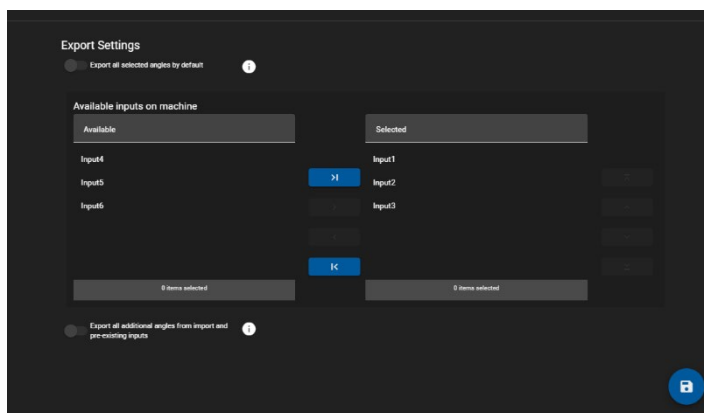 Export Settings
Export all selected angles by default
Available inputs on machine
Available
Selected
Input4
Input1
>|
Input5
Input2
Input6
Input3
|<
0 items selected
0 items selected
Export all additional angles from import and
pre-existing inputs